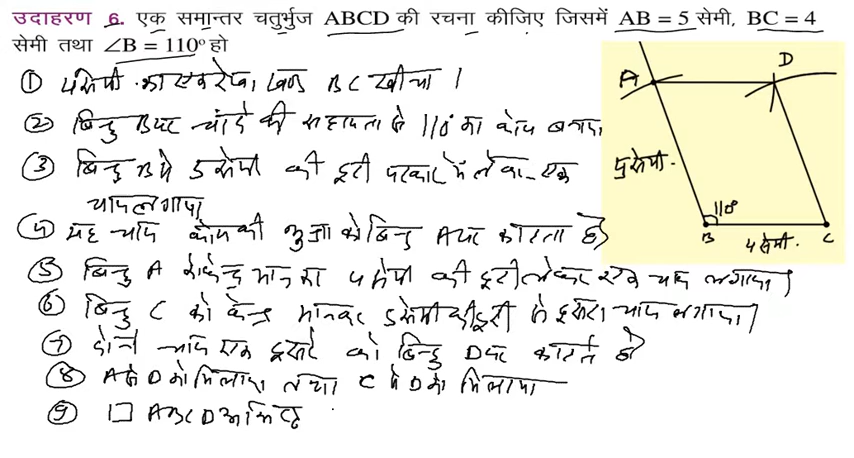 उदाहरण 6. एक समान्तर चतुर्भुज ABCD की रचना कीजिए जिसमें AB = 5 सेमी, BC = 4
सेमी तथा ∠B = 110° हो
① 4 सेमी. का एक रेखा खण्ड BC खींचा ।
② बिन्दु B पर चांदे की सहायता से 110° का कोण बनाया
③ बिन्दु B से 5 सेमी की दूरी परकार में लेकर एक
चाप लगाया
④ यह चाप कोण की भुजा को बिन्दु A पर काटता है
⑤ बिन्दु A को केन्द्र मानकर 4 सेमी की दूरी लेकर एक चाप लगाया।
⑥ बिन्दु C को केन्द्र मानकर 5 सेमी की दूरी से दूसरा चाप लगाया।
⑦ दोनों चाप एक दूसरे को बिन्दु D पर काटते है
⑧ A से D को मिलाया तथा C से D को मिलाया
⑨ □ ABCD अभिष्ट
A
D
5 सेमी.
110°
B
C
4 सेमी.